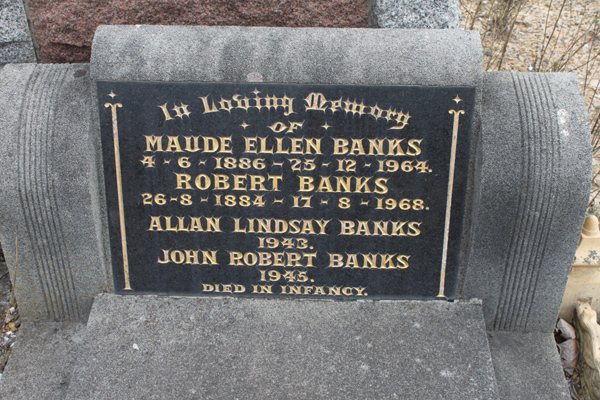 In Loving Memory
of
MAUDE ELLEN BANKS
4-6-1886-25-12-1964.
ROBERT BANKS
26-8-1884-17-8-1968.
ALLAN LINDSAY BANKS
1943.
JOHN ROBERT BANKS
1945.
DIED IN INFANCY.